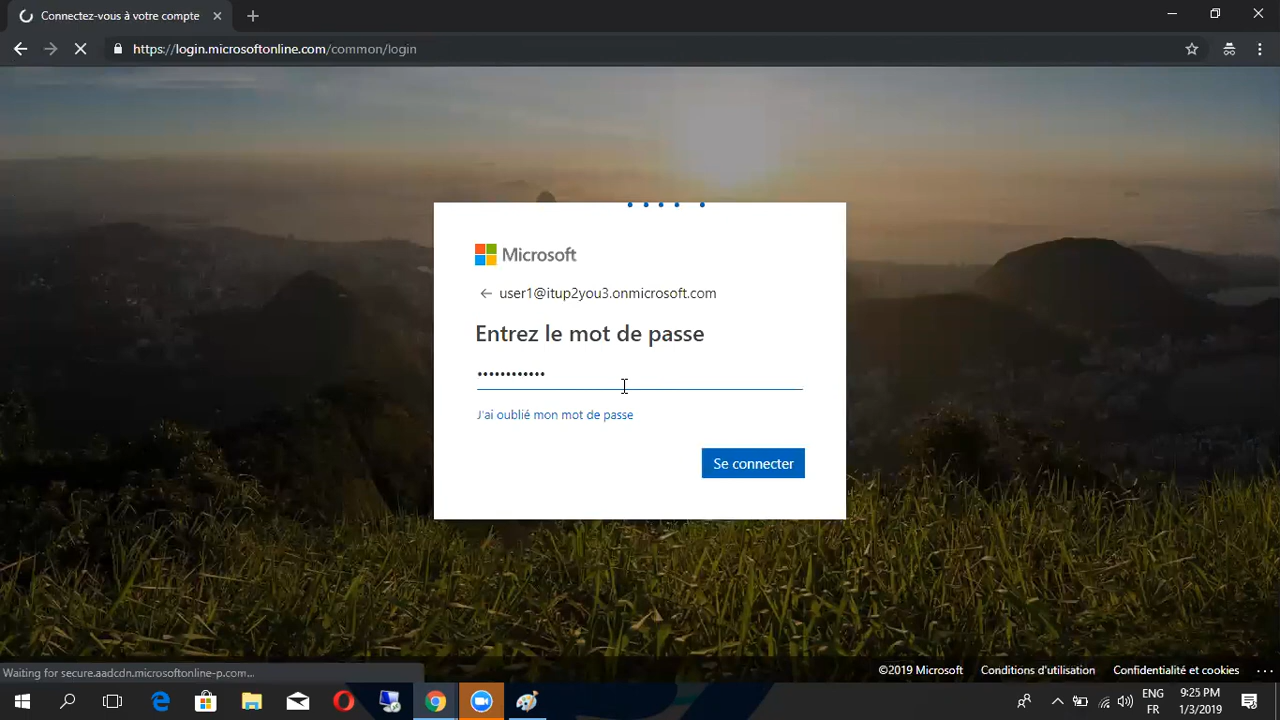 Connectez-vous à votre compte
https://login.microsoftonline.com/common/login
Microsoft
user1@itup2you3.onmicrosoft.com
Entrez le mot de passe
••••••••••••
J'ai oublié mon mot de passe
Se connecter
Waiting for secure.aadcdn.microsoftonline-p.com...
©2019 Microsoft Conditions d'utilisation Confidentialité et cookies ...
ENG 9:25 PM
FR 1/3/2019